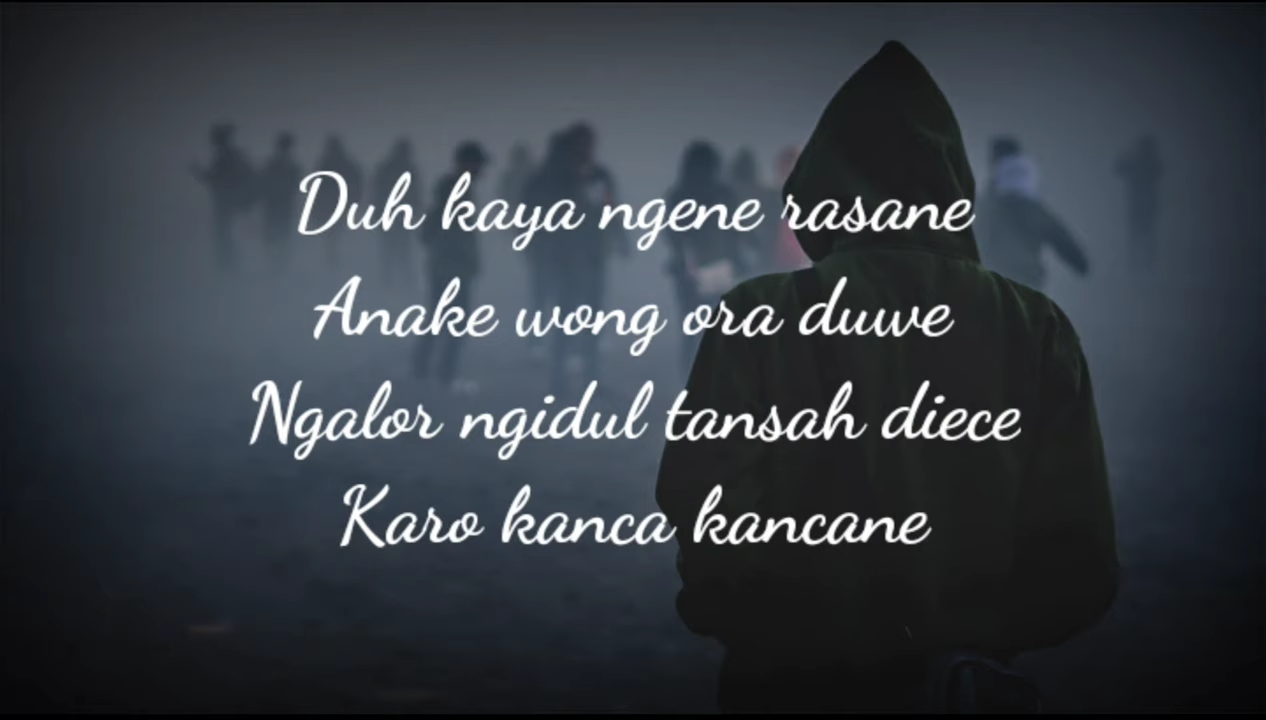 Duh kaya ngene rasane
Anake wong ora duwe
Ngalor ngidul tansah diece
Karo kanca kancane